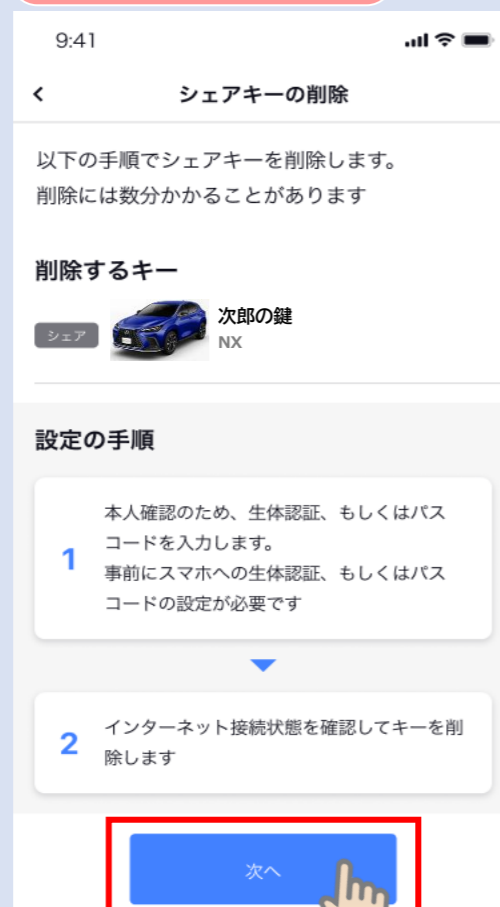 9:41
シェアキーの削除
以下の手順でシェアキーを削除します。
削除には数分かかることがあります
削除するキー
シェア
次郎の鍵
NX
設定の手順
1
本人確認のため、生体認証、もしくはパス
コードを入力します。
事前にスマホへの生体認証、もしくはパス
コードの設定が必要です
2
インターネット接続状態を確認してキーを削
除します
次へ